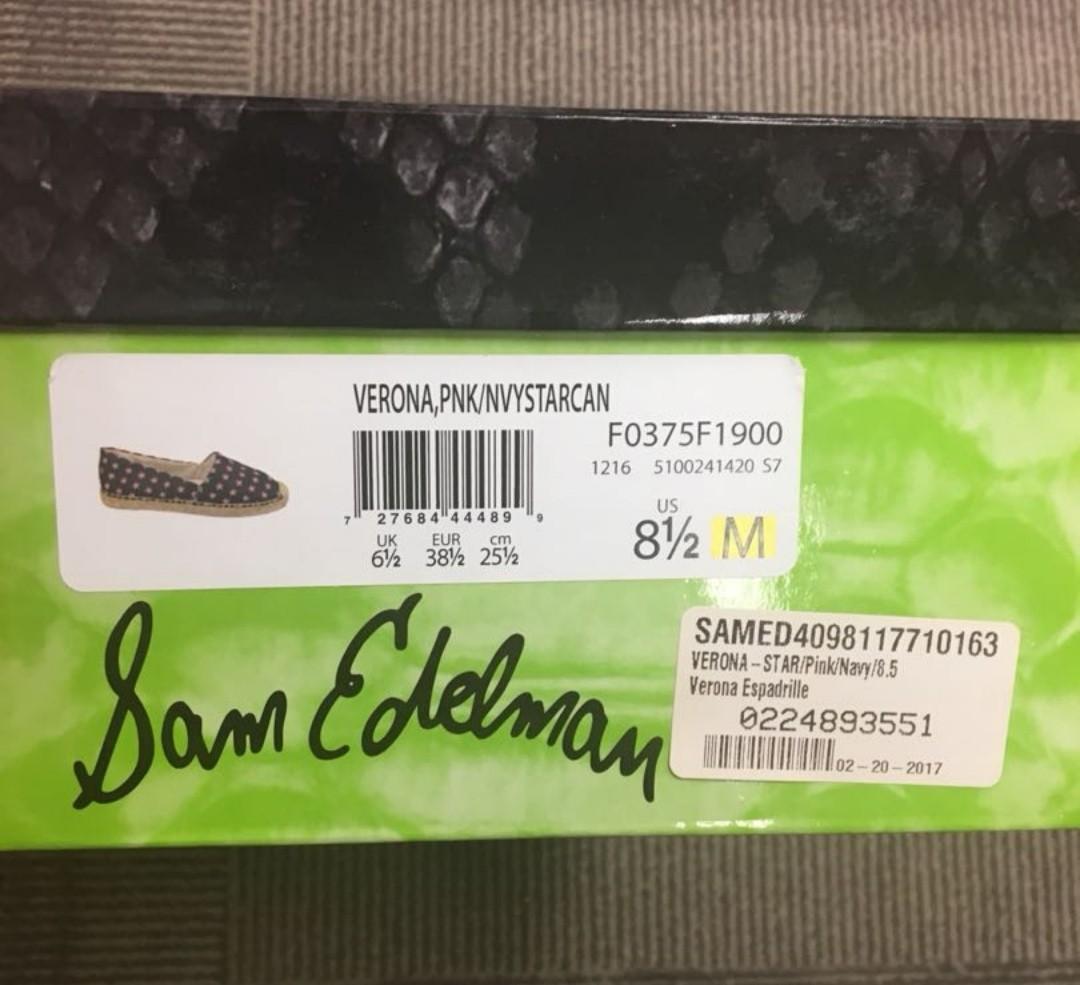 VERONA,PNK/NVYSTARCAN
F0375F1900
1216 5100241420 S7
7 27684 44489 9
US
8½ M
UK EUR cm
6½ 38½ 25½
Sam Edelman
SAMED4098117710163
VERONA-STAR/Pink/Navy/8.5
Verona Espadrille
0224893551
02-20-2017